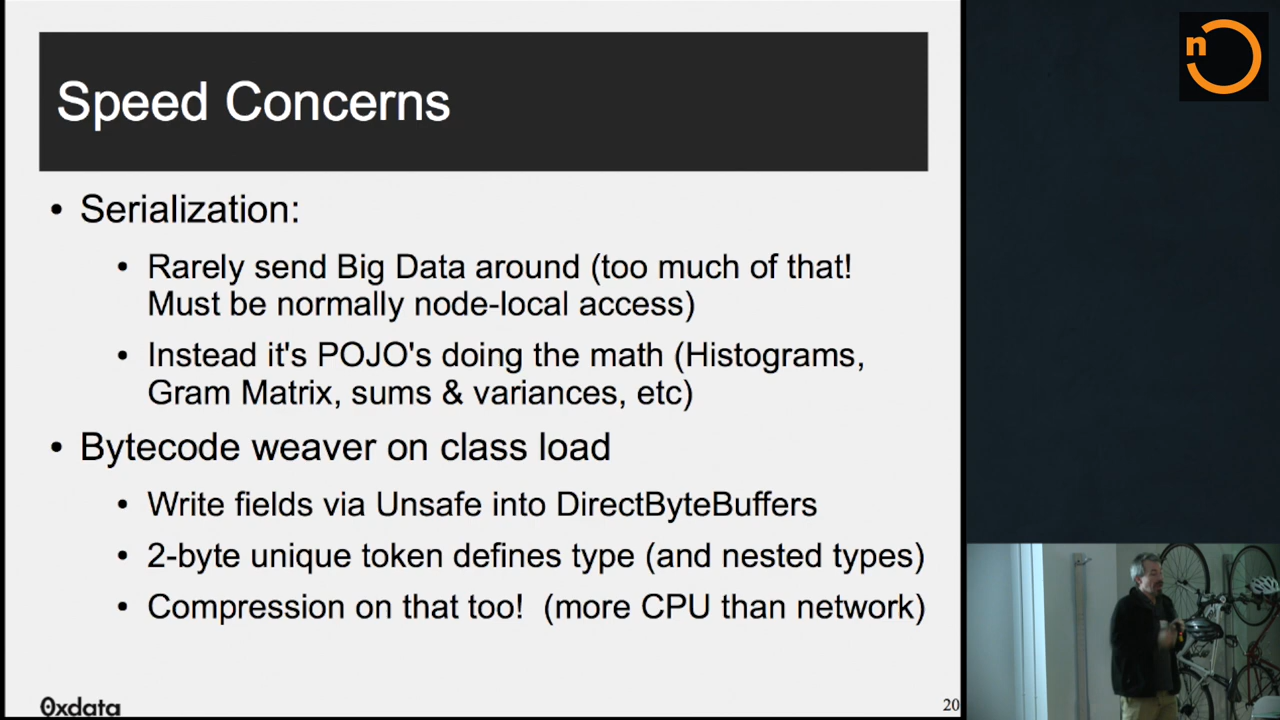 n
Speed Concerns
• Serialization:
• Rarely send Big Data around (too much of that!
Must be normally node-local access)
• Instead it's POJO's doing the math (Histograms,
Gram Matrix, sums & variances, etc)
• Bytecode weaver on class load
• Write fields via Unsafe into DirectByteBuffers
• 2-byte unique token defines type (and nested types)
• Compression on that too!  (more CPU than network)
0xdata
20